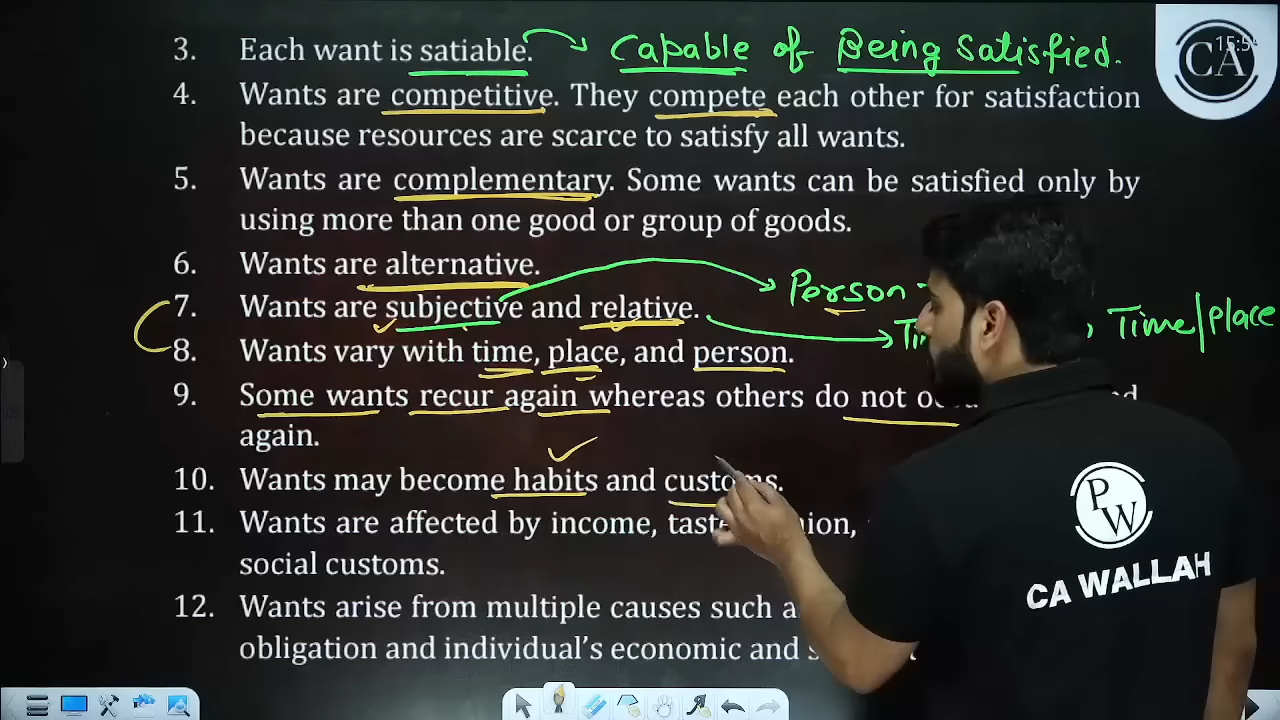 3. Each want is satiable. Capable of Being Satisfied.
4. Wants are competitive. They compete each other for satisfaction
because resources are scarce to satisfy all wants.
5. Wants are complementary. Some wants can be satisfied only by
using more than one good or group of goods.
6. Wants are alternative.
Person
7. Wants are subjective and relative.
Time/Place
8. Wants vary with time, place, and person.
9. Some wants recur again whereas others do not
again.
10. Wants may become habits and customs.
11. Wants are affected by income,
social customs.
12. Wants arise from multiple causes such
obligation and individual's economic and
CA
PW
CA WALLAH